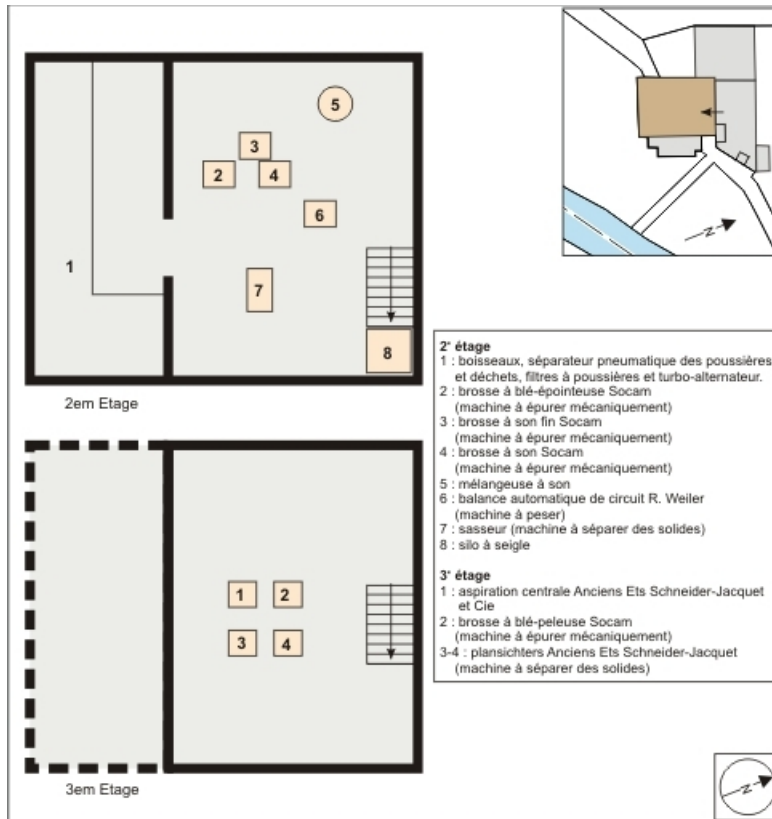 5
3
2
4
6
1
7
8
2em Etage
1
2
3
4
3em Etage
N
2° étage
1 : boisseaux, séparateur pneumatique des poussières
et déchets, filtres à poussières et turbo-alternateur.
2 : brosse à blé-épointeuse Socam
(machine à épurer mécaniquement)
3 : brosse à son fin Socam
(machine à épurer mécaniquement)
4 : brosse à son Socam
(machine à épurer mécaniquement)
5 : mélangeuse à son
6 : balance automatique de circuit R. Weiler
(machine à peser)
7 : sasseur (machine à séparer des solides)
8 : silo à seigle
3° étage
1 : aspiration centrale Anciens Ets Schneider-Jacquet
et Cie
2 : brosse à blé-peleuse Socam
(machine à épurer mécaniquement)
3-4 : plansichters Anciens Ets Schneider-Jacquet
(machine à séparer des solides)
N